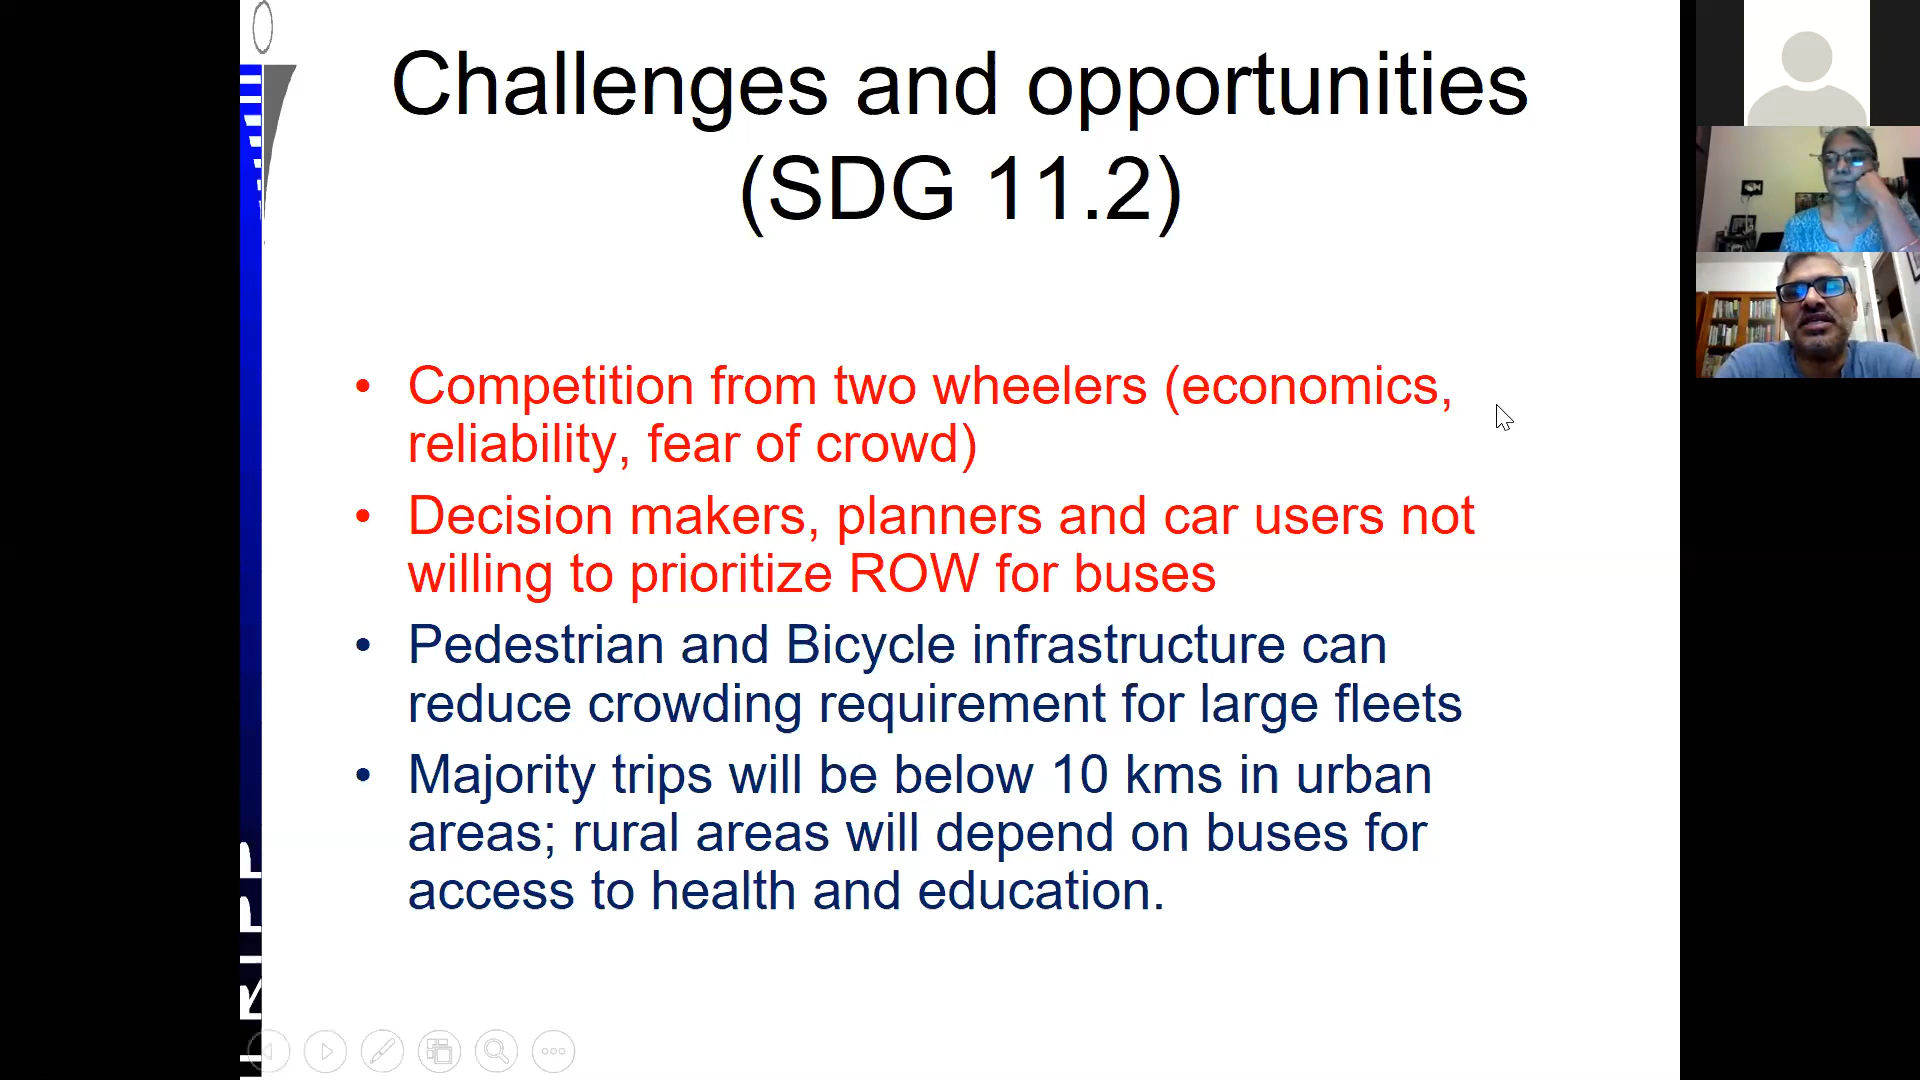 Challenges and opportunities
(SDG 11.2)
• Competition from two wheelers (economics,
reliability, fear of crowd)
• Decision makers, planners and car users not
willing to prioritize ROW for buses
• Pedestrian and Bicycle infrastructure can
reduce crowding requirement for large fleets
• Majority trips will be below 10 kms in urban
areas; rural areas will depend on buses for
access to health and education.